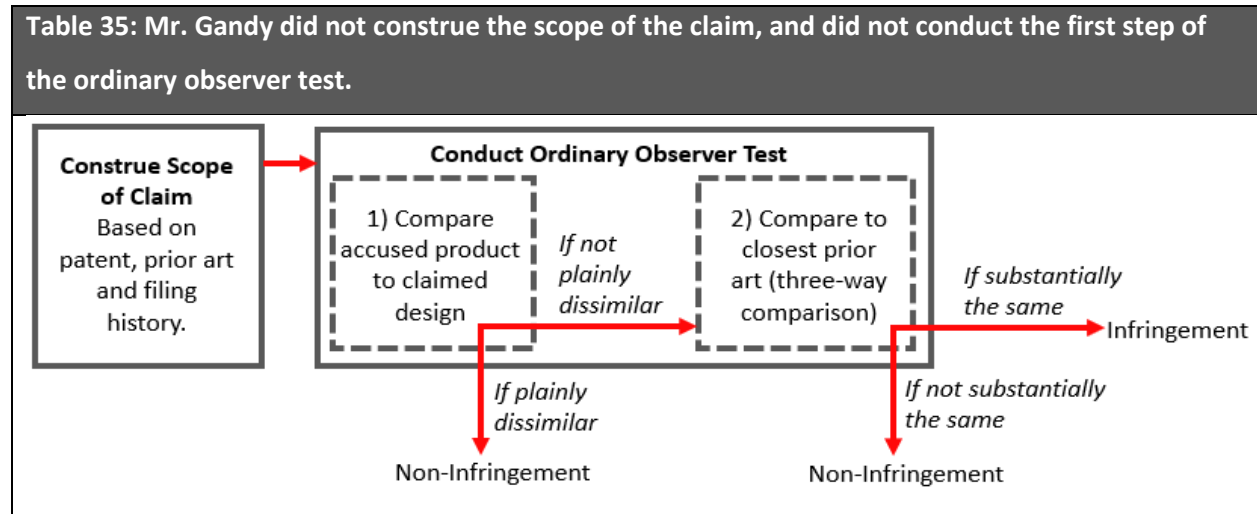 Table 35: Mr. Gandy did not construe the scope of the claim, and did not conduct the first step of
the ordinary observer test.
Construe Scope
of Claim
Based on
patent, prior art
and filing
history.
Conduct Ordinary Observer Test
1) Compare
accused product
to claimed
design
If not
plainly
dissimilar
2) Compare to
closest prior
art (three-way
comparison)
If substantially
the same
Infringement
If plainly
dissimilar
Non-Infringement
If not substantially
the same
Non-Infringement